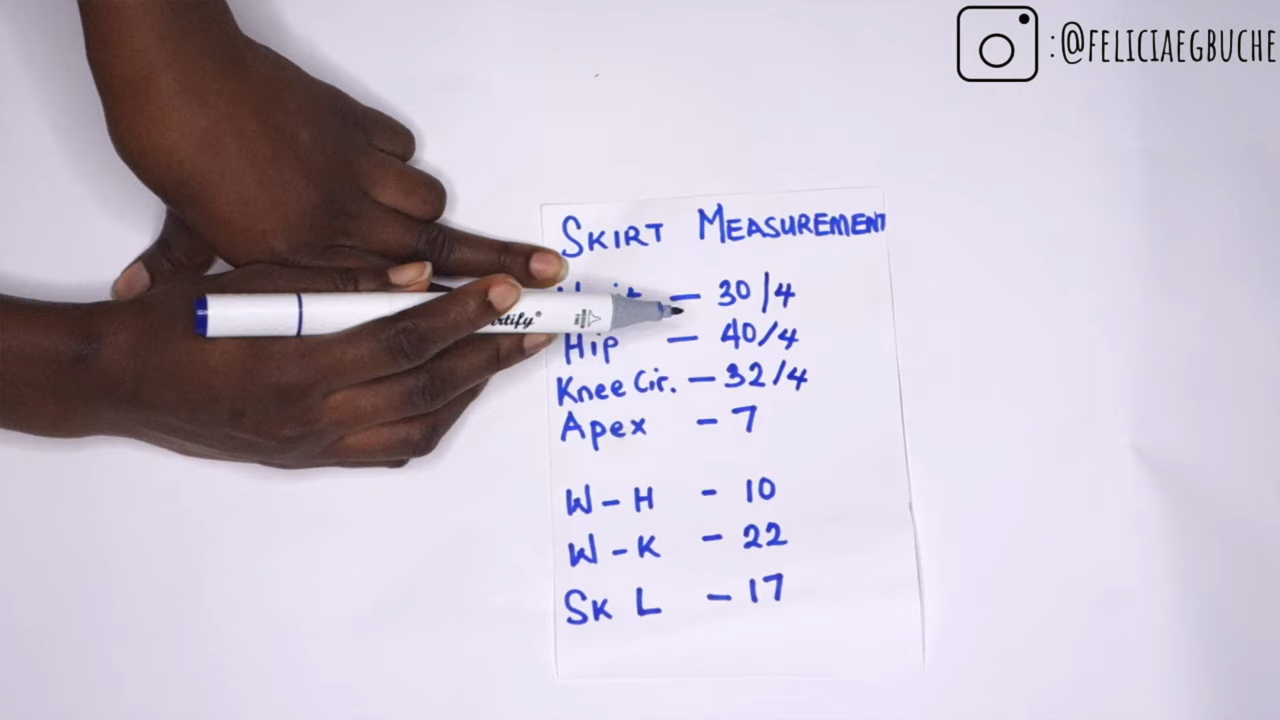 :@FELICIAEGBUCHE
SKIRT MEASUREMENT
— 30/4
Hip — 40/4
Knee Cir. — 32/4
Apex - 7
W-H - 10
W-K - 22
SK L - 17